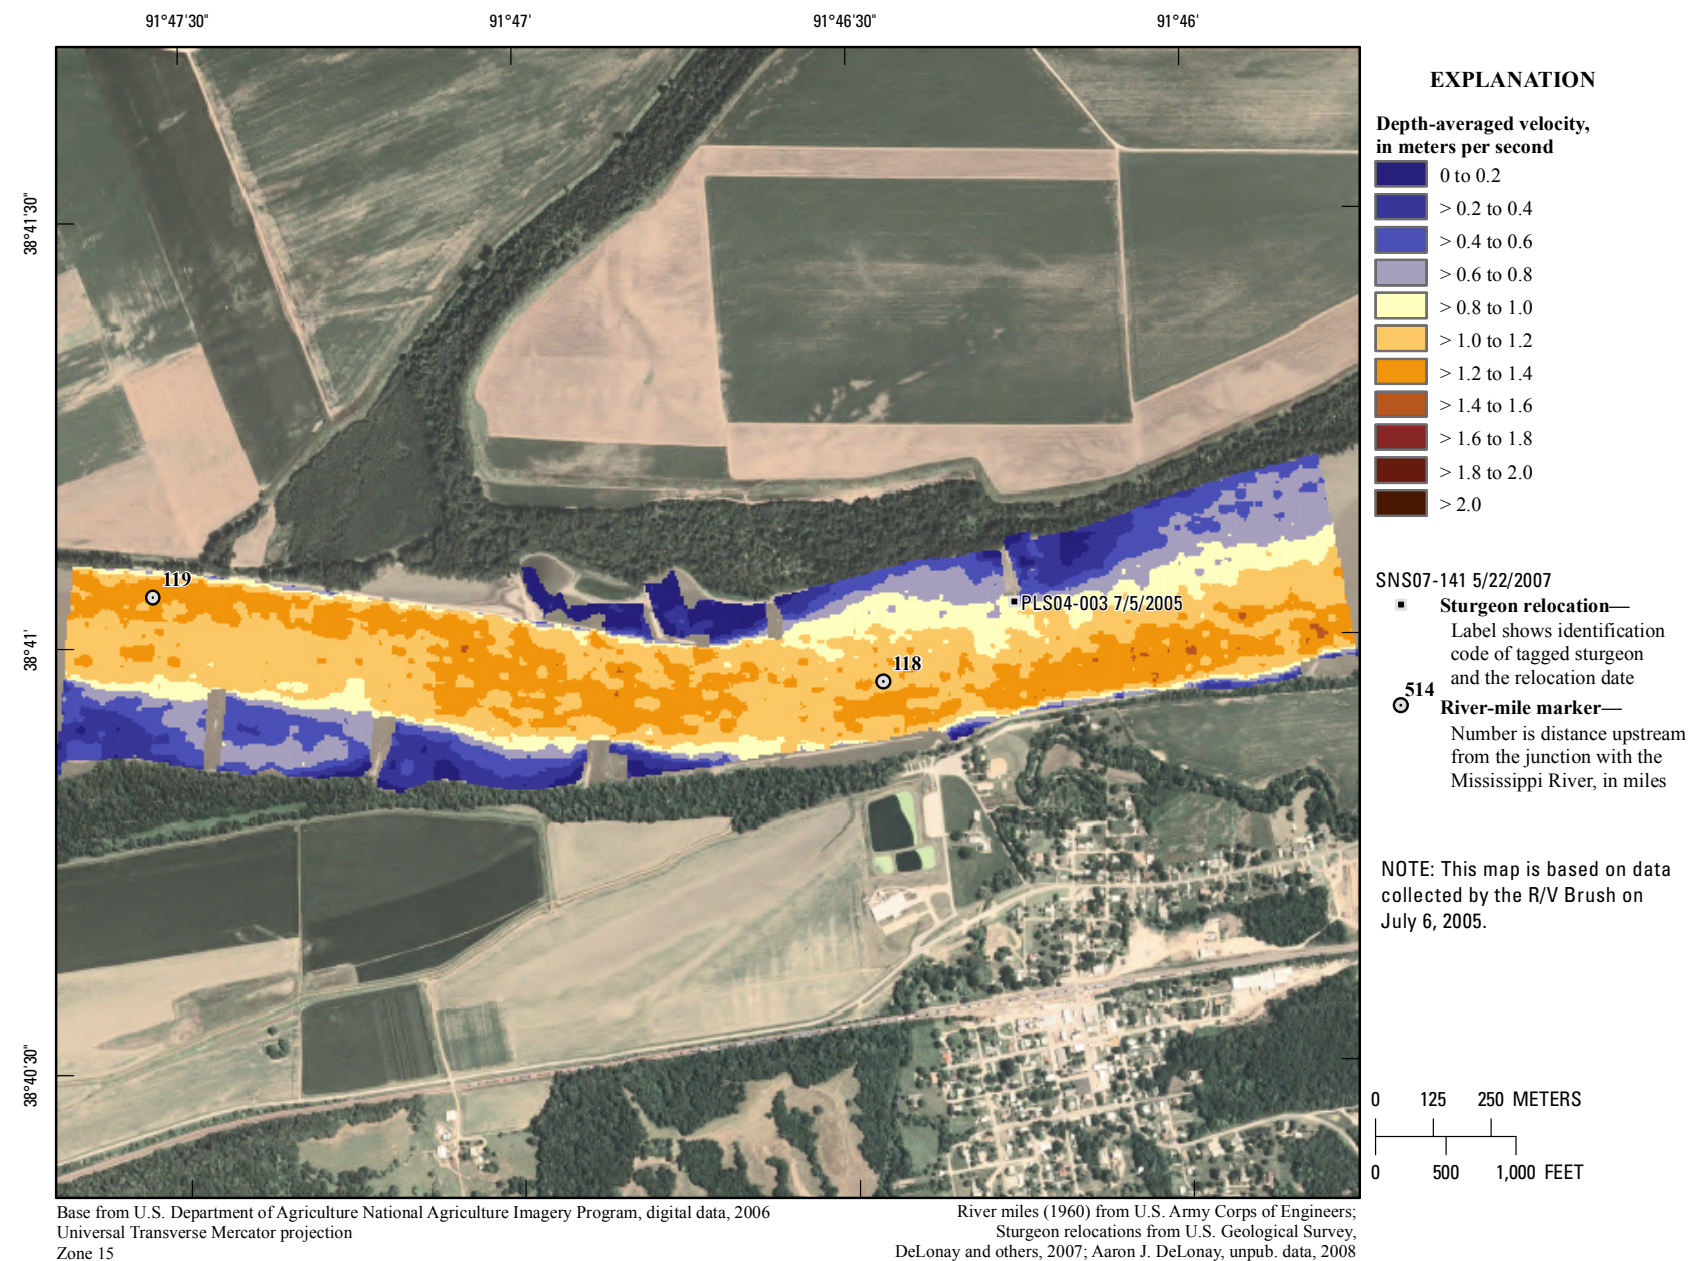 91°47'30"
91°47'
91°46'30"
91°46'
38°41'30"
38°41'
38°40'30"
119
118
PLS04-003 7/5/2005
EXPLANATION
Depth-averaged velocity,
in meters per second
0 to 0.2
> 0.2 to 0.4
> 0.4 to 0.6
> 0.6 to 0.8
> 0.8 to 1.0
> 1.0 to 1.2
> 1.2 to 1.4
> 1.4 to 1.6
> 1.6 to 1.8
> 1.8 to 2.0
> 2.0
SNS07-141 5/22/2007
Sturgeon relocation—
Label shows identification
code of tagged sturgeon
and the relocation date
514
River-mile marker—
Number is distance upstream
from the junction with the
Mississippi River, in miles
NOTE: This map is based on data
collected by the R/V Brush on
July 6, 2005.
0 125 250 METERS
0 500 1,000 FEET
Base from U.S. Department of Agriculture National Agriculture Imagery Program, digital data, 2006
Universal Transverse Mercator projection
Zone 15
River miles (1960) from U.S. Army Corps of Engineers;
Sturgeon relocations from U.S. Geological Survey,
DeLonay and others, 2007; Aaron J. DeLonay, unpub. data, 2008